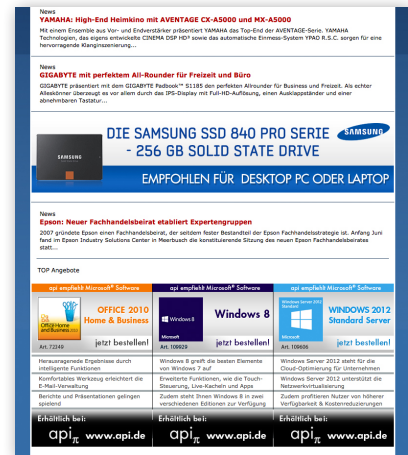 News
YAMAHA: High-End Heimkino mit AVENTAGE CX-A5000 und MX-A5000
Mit einem Ensemble aus Vor- und Endverstärker präsentiert YAMAHA das Top-End der AVENTAGE-Serie. YAMAHA
Technologien, das eigens entwickelte CINEMA DSP HD³ sowie das automatische Einmess-System YPAO R.S.C. sorgen für eine
hervorragende Klanginszenierung...
News
GIGABYTE mit perfektem All-Rounder für Freizeit und Büro
GIGABYTE präsentiert mit dem GIGABYTE Padbook™ S1185 den perfekten Allrounder für Business und Freizeit. Als echter
Alleskönner überzeugt es vor allem durch das IPS-Display mit Full-HD-Auflösung, einen Ausklappständer und einer
abnehmbaren Tastatur...
DIE SAMSUNG SSD 840 PRO SERIE SAMSUNG
- 256 GB SOLID STATE DRIVE
SAMSUNG
EMPFOHLEN FÜR DESKTOP PC ODER LAPTOP
News
Epson: Neuer Fachhandelsbeirat etabliert Expertengruppen
2007 gründete Epson einen Fachhandelsbeirat, der seitdem fester Bestandteil der Epson Fachhandelsstrategie ist. Anfang Juni
fand im Epson Industry Solutions Center in Meerbusch die konstituierende Sitzung des neuen Epson Fachhandelsbeirates
statt...
TOP Angebote
api empfiehlt Microsoft® Software api empfiehlt Microsoft® Software api empfiehlt Microsoft® Software
OFFICE 2010 Windows 8 WINDOWS 2012
Home & Business Windows 8 Standard Server
Office Home and Business 2010
Microsoft Microsoft
Art. 72249 jetzt bestellen! Art. 109929 jetzt bestellen! Art. 109606 jetzt bestellen!
Herausragende Ergebnisse durch Windows 8 greift die besten Elemente Windows Server 2012 steht für die
intelligente Funktionen von Windows 7 auf Cloud-Optimierung für Unternehmen
Komfortables Werkzeug erleichtert die Erweiterte Funktionen, wie die Touch- Windows Server 2012 unterstützt die
E-Mail-Verwaltung Steuerung, Live-Kacheln und Apps Netzwerkvirtualisierung
Berichte und Präsentationen gelingen Zudem steht Ihnen Windows 8 in zwei Zudem profitieren Nutzer von höherer
spielend verschiedenen Editionen zur Verfügung Verfügbarkeit & Kostenreduzierungen
Erhältlich bei: Erhältlich bei: Erhältlich bei:
api π www.api.de api π www.api.de api π www.api.de